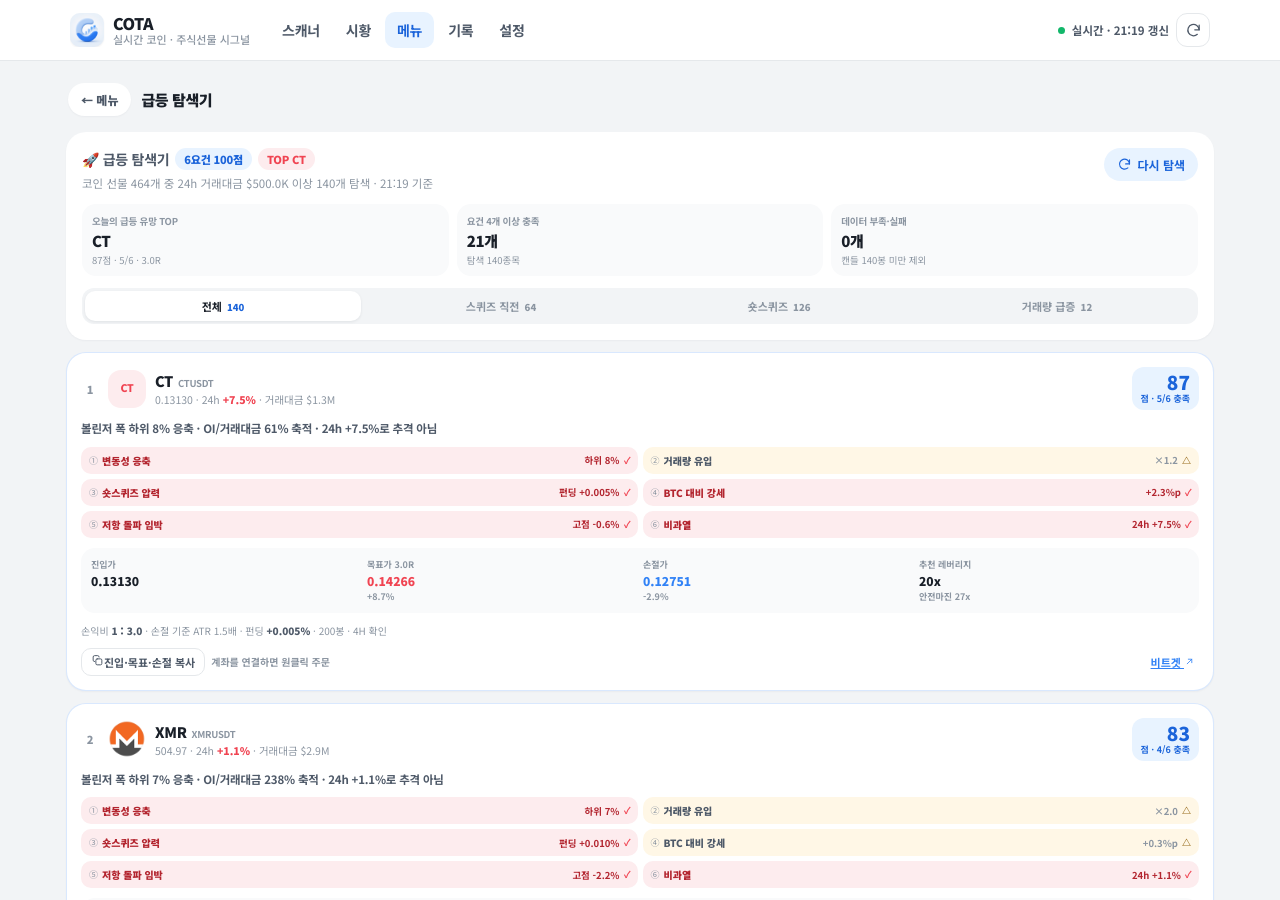 COTA
실시간 코인 · 주식선물 시그널
스캐너 시황 메뉴 기록 설정
실시간 · 21:19 갱신
← 메뉴 급등 탐색기
🚀 급등 탐색기 6요건 100점 TOP CT
다시 탐색
코인 선물 464개 중 24h 거래대금 $500.0K 이상 140개 탐색 · 21:19 기준
오늘의 급등 유망 TOP
CT
87점 · 5/6 · 3.0R
요건 4개 이상 충족
21개
탐색 140종목
데이터 부족·실패
0개
캔들 140봉 미만 제외
전체 140 스퀴즈 직전 64 숏스퀴즈 126 거래량 급증 12
1 CT CT CTUSDT
0.13130 · 24h +7.5% · 거래대금 $1.3M
87
점 · 5/6 충족
볼린저 폭 하위 8% 응축 · OI/거래대금 61% 축적 · 24h +7.5%로 추격 아님
① 변동성 응축 하위 8% ✓
② 거래량 유입 ×1.2 △
③ 숏스퀴즈 압력 펀딩 +0.005% ✓
④ BTC 대비 강세 +2.3%p ✓
⑤ 저항 돌파 임박 고점 -0.6% ✓
⑥ 비과열 24h +7.5% ✓
진입가
0.13130
목표가 3.0R
0.14266
+8.7%
손절가
0.12751
-2.9%
추천 레버리지
20x
안전마진 27x
손익비 1 : 3.0 · 손절 기준 ATR 1.5배 · 펀딩 +0.005% · 200봉 · 4H 확인
진입·목표·손절 복사 계좌를 연결하면 원클릭 주문
비트겟 ↗
2 XMR XMRUSDT
504.97 · 24h +1.1% · 거래대금 $2.9M
83
점 · 4/6 충족
볼린저 폭 하위 7% 응축 · OI/거래대금 238% 축적 · 24h +1.1%로 추격 아님
① 변동성 응축 하위 7% ✓
② 거래량 유입 ×2.0 △
③ 숏스퀴즈 압력 펀딩 +0.010% ✓
④ BTC 대비 강세 +0.3%p △
⑤ 저항 돌파 임박 고점 -2.2% ✓
⑥ 비과열 24h +1.1% ✓